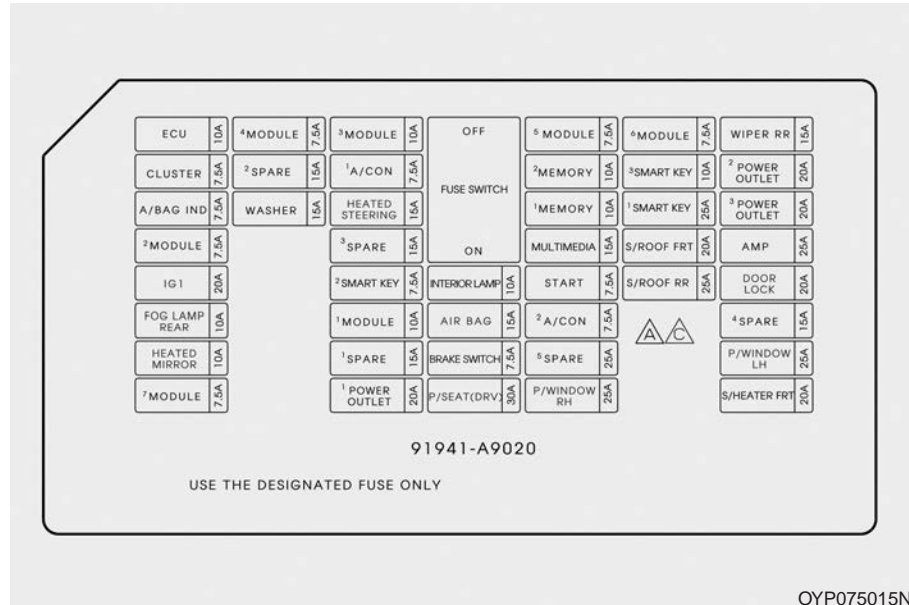 ECU 10A ⁴MODULE 7.5A ³MODULE 10A OFF ⁵MODULE 7.5A ⁶MODULE 7.5A WIPER RR 15A
CLUSTER 7.5A ²SPARE 15A ¹A/CON 7.5A FUSE SWITCH ²MEMORY 10A ³SMART KEY 10A ²POWER OUTLET 20A
A/BAG IND 7.5A WASHER 15A HEATED STEERING 15A ¹MEMORY 10A ¹SMART KEY 25A ³POWER OUTLET 20A
²MODULE 7.5A ³SPARE 15A ON MULTIMEDIA 15A S/ROOF FRT 20A AMP 25A
IG1 20A ²SMART KEY 7.5A INTERIOR LAMP 10A START 7.5A S/ROOF RR 25A DOOR LOCK 20A
FOG LAMP REAR 10A ¹MODULE 10A AIR BAG 15A ²A/CON 7.5A A C ⁴SPARE 15A
HEATED MIRROR 10A ¹SPARE 15A BRAKE SWITCH 7.5A ⁵SPARE 25A P/WINDOW LH 25A
⁷MODULE 7.5A ¹POWER OUTLET 20A P/SEAT(DRV) 30A P/WINDOW RH 25A S/HEATER FRT 20A
91941-A9020
USE THE DESIGNATED FUSE ONLY
OYP075015N